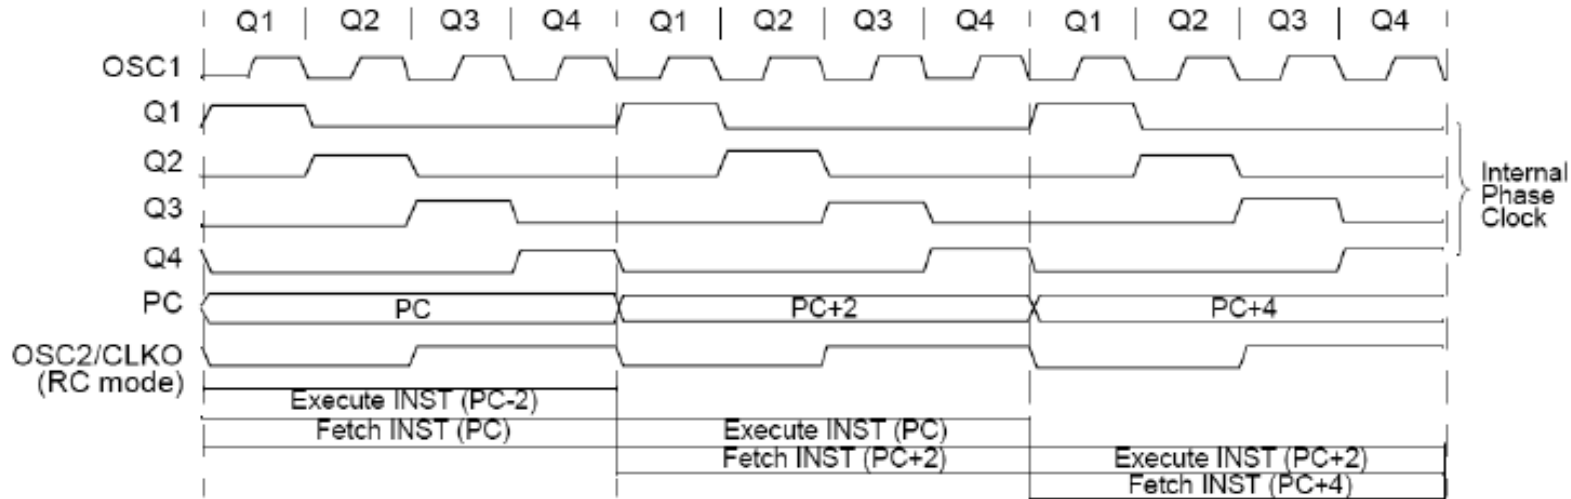 Q1 | Q2 | Q3 | Q4 | Q1 | Q2 | Q3 | Q4 | Q1 | Q2 | Q3 | Q4
OSC1
Q1
Q2
Q3
Q4
Internal
Phase
Clock
PC PC PC+2 PC+4
OSC2/CLKO
(RC mode)
Execute INST (PC-2)
Fetch INST (PC) Execute INST (PC)
Fetch INST (PC+2) Execute INST (PC+2)
Fetch INST (PC+4)